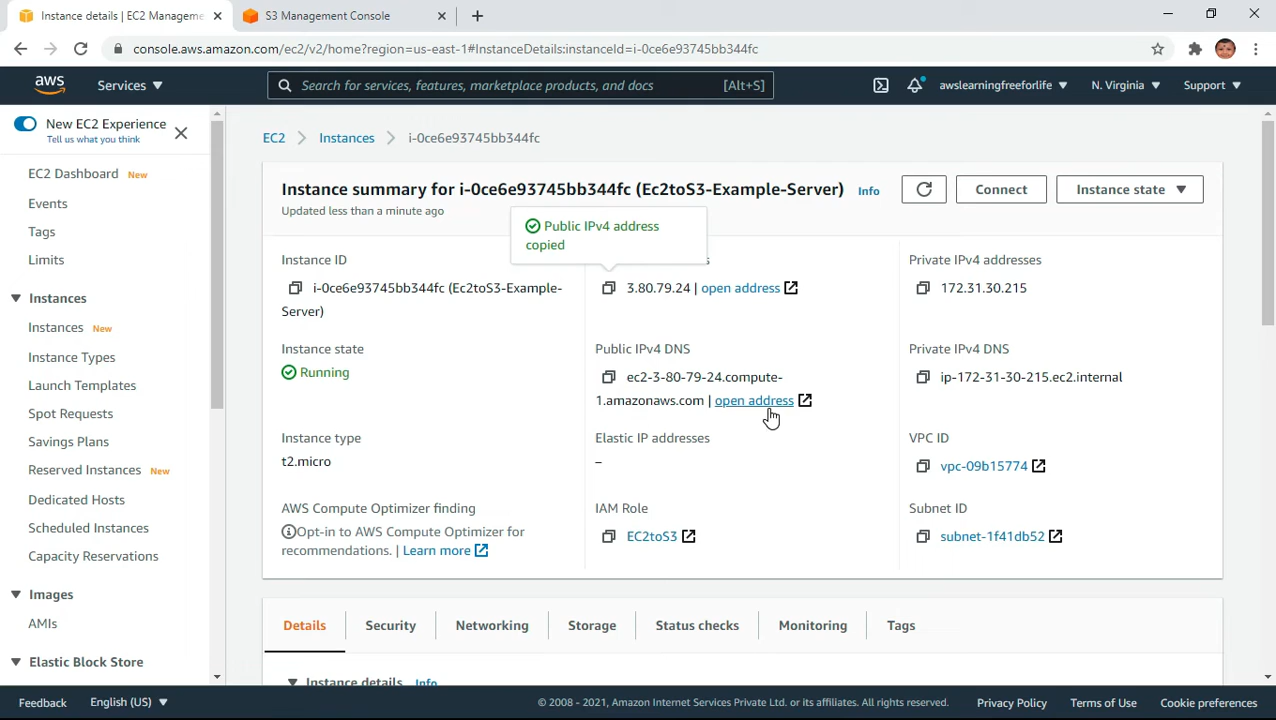 Instance details | EC2 Manageme
S3 Management Console
console.aws.amazon.com/ec2/v2/home?region=us-east-1#InstanceDetails:instanceId=i-0ce6e93745bb344fc
aws
Services
Search for services, features, marketplace products, and docs [Alt+S]
awslearningfreeforlife
N. Virginia
Support
New EC2 Experience
Tell us what you think
EC2 Dashboard New
Events
Tags
Limits
Instances
Instances New
Instance Types
Launch Templates
Spot Requests
Savings Plans
Reserved Instances New
Dedicated Hosts
Scheduled Instances
Capacity Reservations
Images
AMIs
Elastic Block Store
EC2 > Instances > i-0ce6e93745bb344fc
Instance summary for i-0ce6e93745bb344fc (Ec2toS3-Example-Server) Info
Connect
Instance state
Updated less than a minute ago
Public IPv4 address
copied
Instance ID
i-0ce6e93745bb344fc (Ec2toS3-Example-
Server)
3.80.79.24 | open address
Private IPv4 addresses
172.31.30.215
Instance state
Running
Public IPv4 DNS
ec2-3-80-79-24.compute-
1.amazonaws.com | open address
Private IPv4 DNS
ip-172-31-30-215.ec2.internal
Instance type
t2.micro
Elastic IP addresses
–
VPC ID
vpc-09b15774
AWS Compute Optimizer finding
Opt-in to AWS Compute Optimizer for
recommendations. | Learn more
IAM Role
EC2toS3
Subnet ID
subnet-1f41db52
Details
Security
Networking
Storage
Status checks
Monitoring
Tags
Instance details Info
Feedback
English (US)
© 2008 - 2021, Amazon Internet Services Private Ltd. or its affiliates. All rights reserved.
Privacy Policy
Terms of Use
Cookie preferences